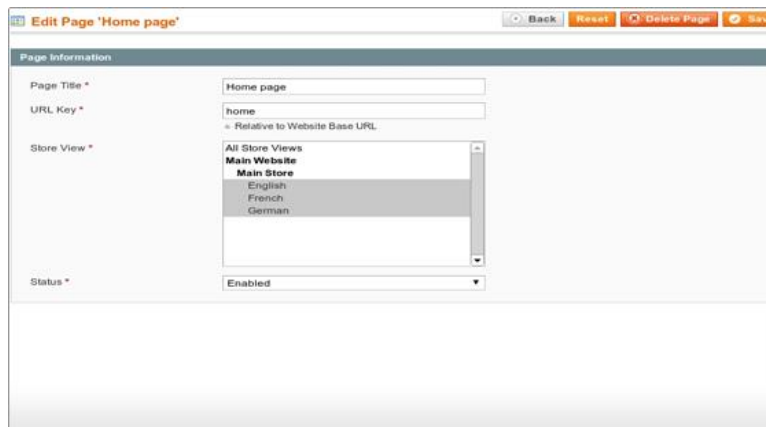 Edit Page 'Home page'
Back
Reset
Delete Page
Page Information
Page Title *
Home page
URL Key *
home
Relative to Website Base URL
Store View *
All Store Views
Main Website
Main Store
English
French
German
Status *
Enabled